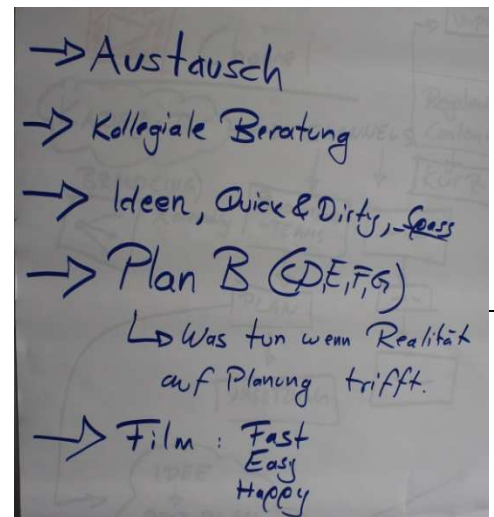 → Austausch
→ Kollegiale Beratung
→ Ideen, Quick & Dirty, Spass
→ Plan B (C,D,E,F,G)
↳ Was tun wenn Realität
auf Planung trifft.
→ Film: Fast
Easy
Happy